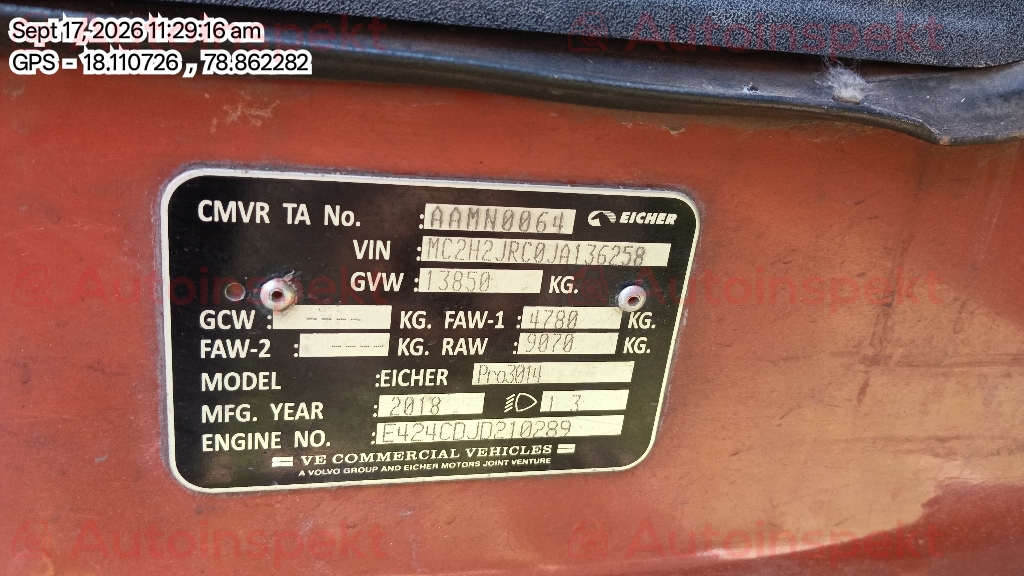 Sept 17, 2026 11:29:16 am
GPS - 18.110726 , 78.862282
Autoinspekt Autoinspekt
CMVR TA No. :AAMN0064 EICHER
VIN :MC2H2JRC0JA136258
GVW :13850 KG.
Autoinspekt Autoinspekt
GCW :-- -- -- -- KG. FAW-1 :4780 KG.
FAW-2 :-- -- -- -- KG. RAW :9070 KG.
MODEL :EICHER Pro3014
MFG. YEAR :2018 1.3
ENGINE NO. :E424CDJD210289
VE COMMERCIAL VEHICLES
A VOLVO GROUP AND EICHER MOTORS JOINT VENTURE
Autoinspekt Autoinspekt